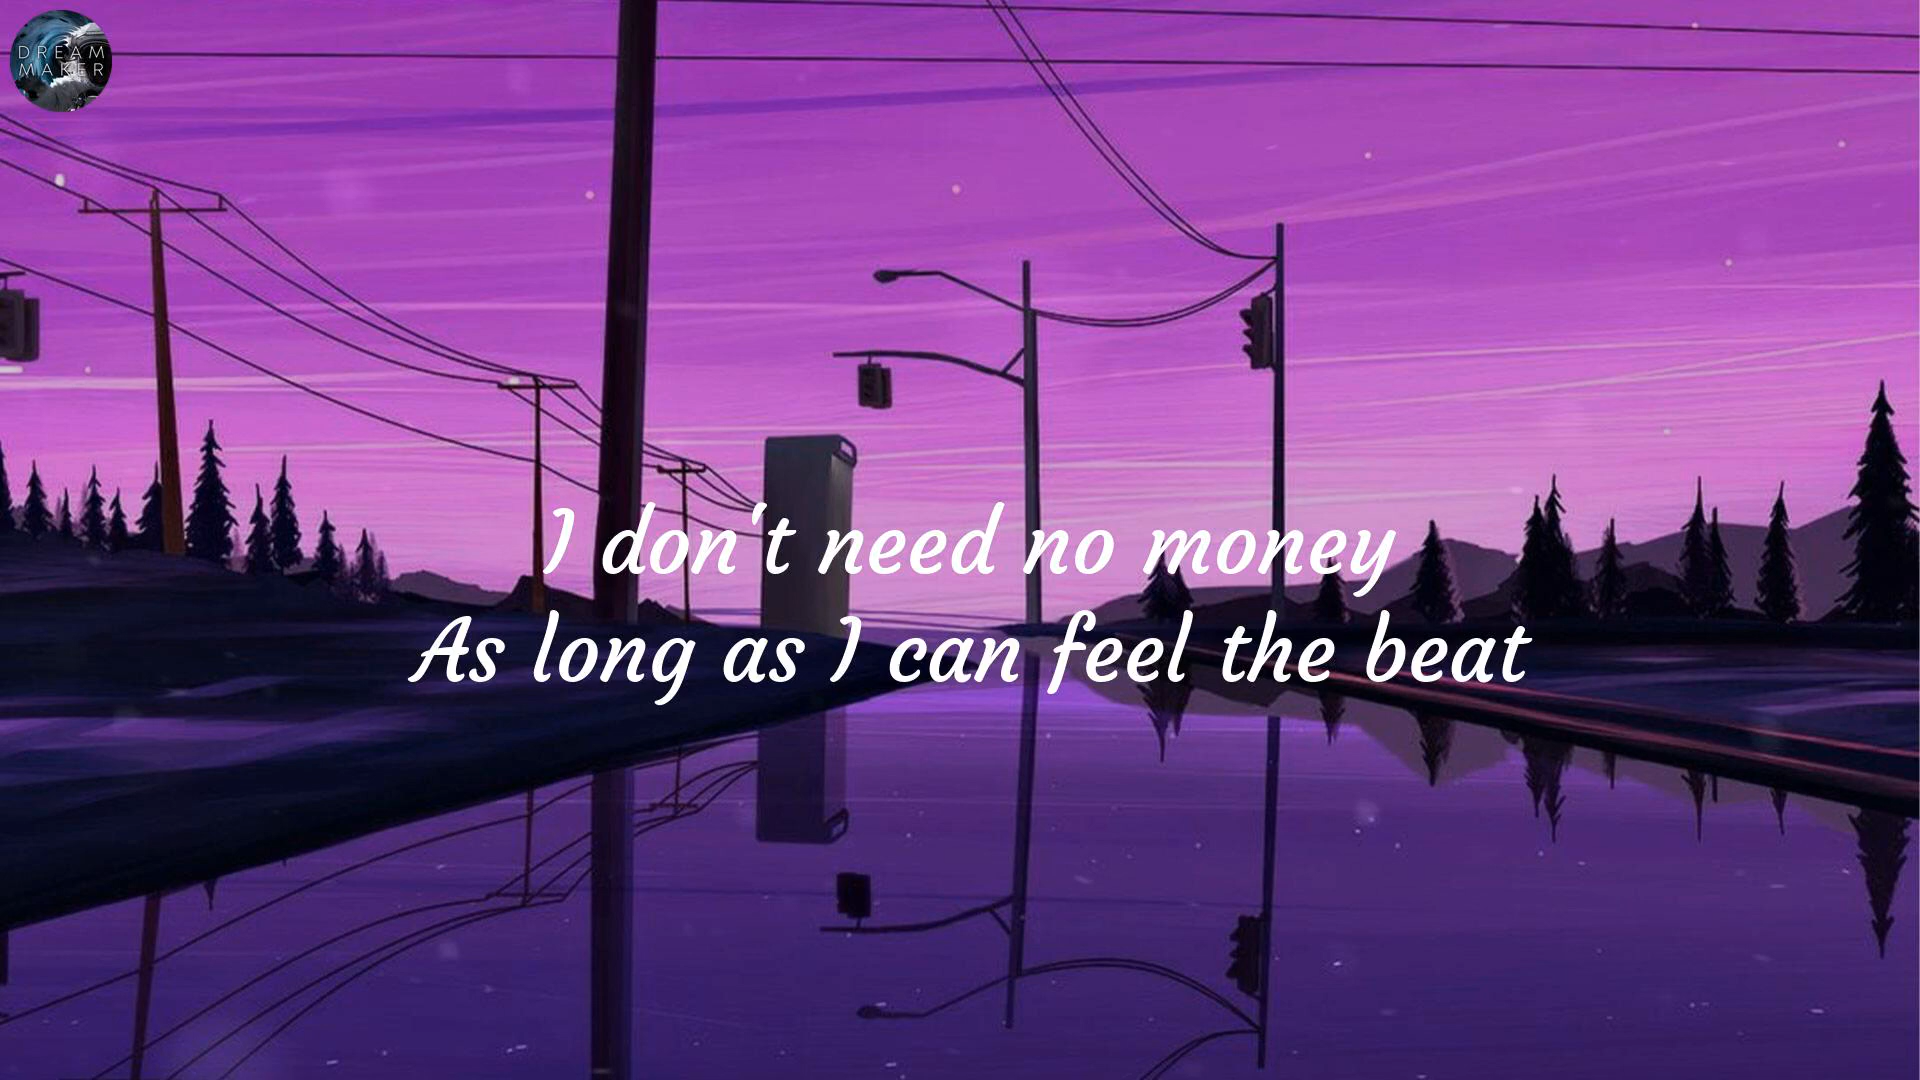 DREAM
MAKER
I don't need no money
As long as I can feel the beat